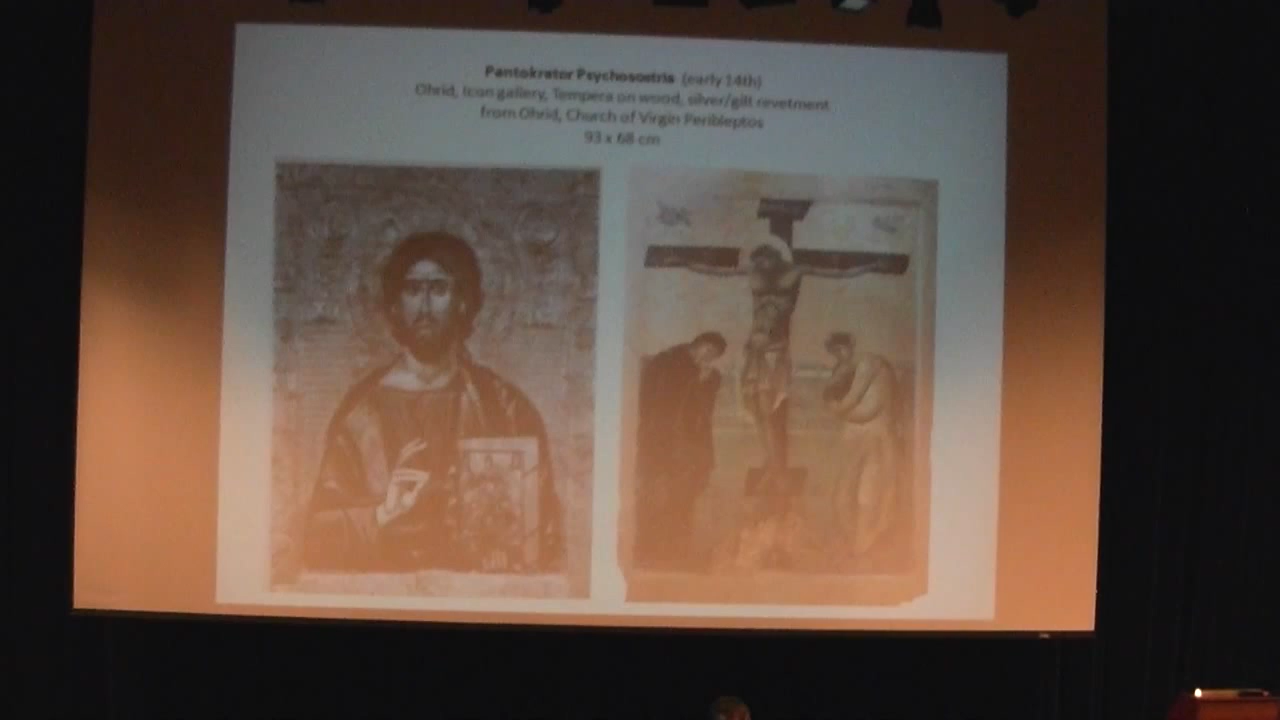 Pantokrator Psychosostris (early 14th)
Ohrid, Icon gallery, Tempera on wood, silver/gilt revetment
from Ohrid, Church of Virgin Peribleptos
93 x 68 cm